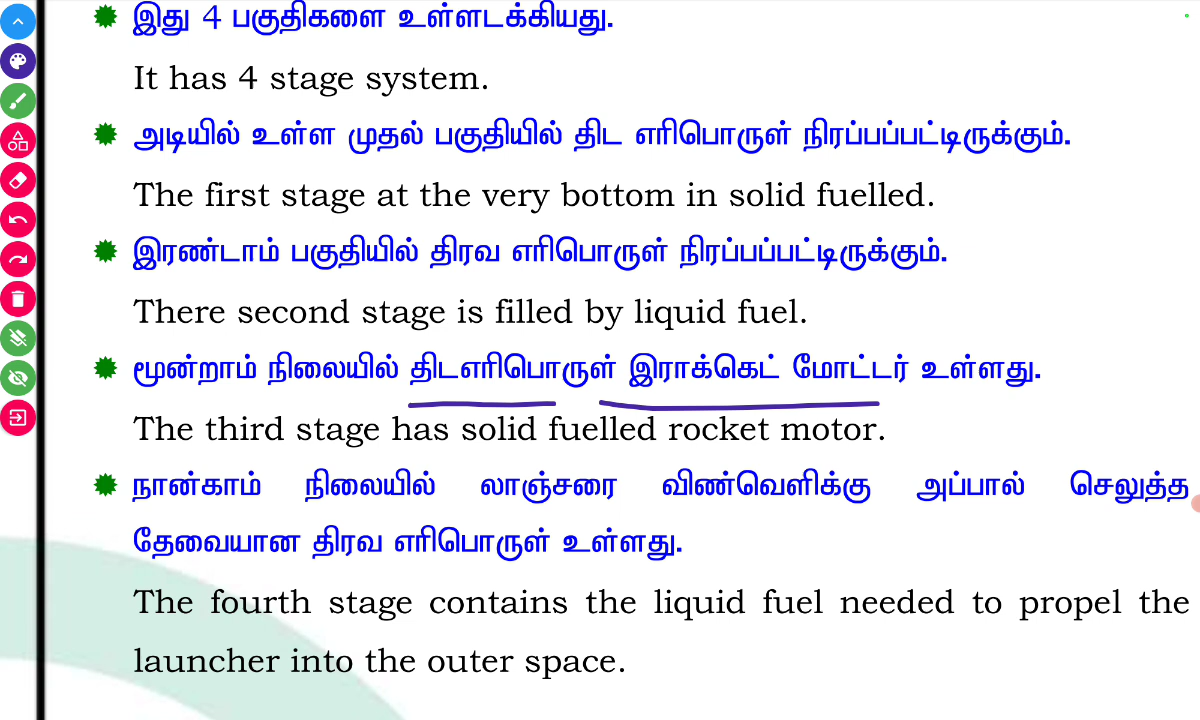 இது 4 பகுதிகளை உள்ளடக்கியது.
It has 4 stage system.
அடியில் உள்ள முதல் பகுதியில் திட எரிபொருள் நிரப்பப்பட்டிருக்கும்.
The first stage at the very bottom in solid fuelled.
இரண்டாம் பகுதியில் திரவ எரிபொருள் நிரப்பப்பட்டிருக்கும்.
There second stage is filled by liquid fuel.
மூன்றாம் நிலையில் திடஎரிபொருள் இராக்கெட் மோட்டர் உள்ளது.
The third stage has solid fuelled rocket motor.
நான்காம் நிலையில் லாஞ்சரை விண்வெளிக்கு அப்பால் செலுத்த
தேவையான திரவ எரிபொருள் உள்ளது.
The fourth stage contains the liquid fuel needed to propel the
launcher into the outer space.